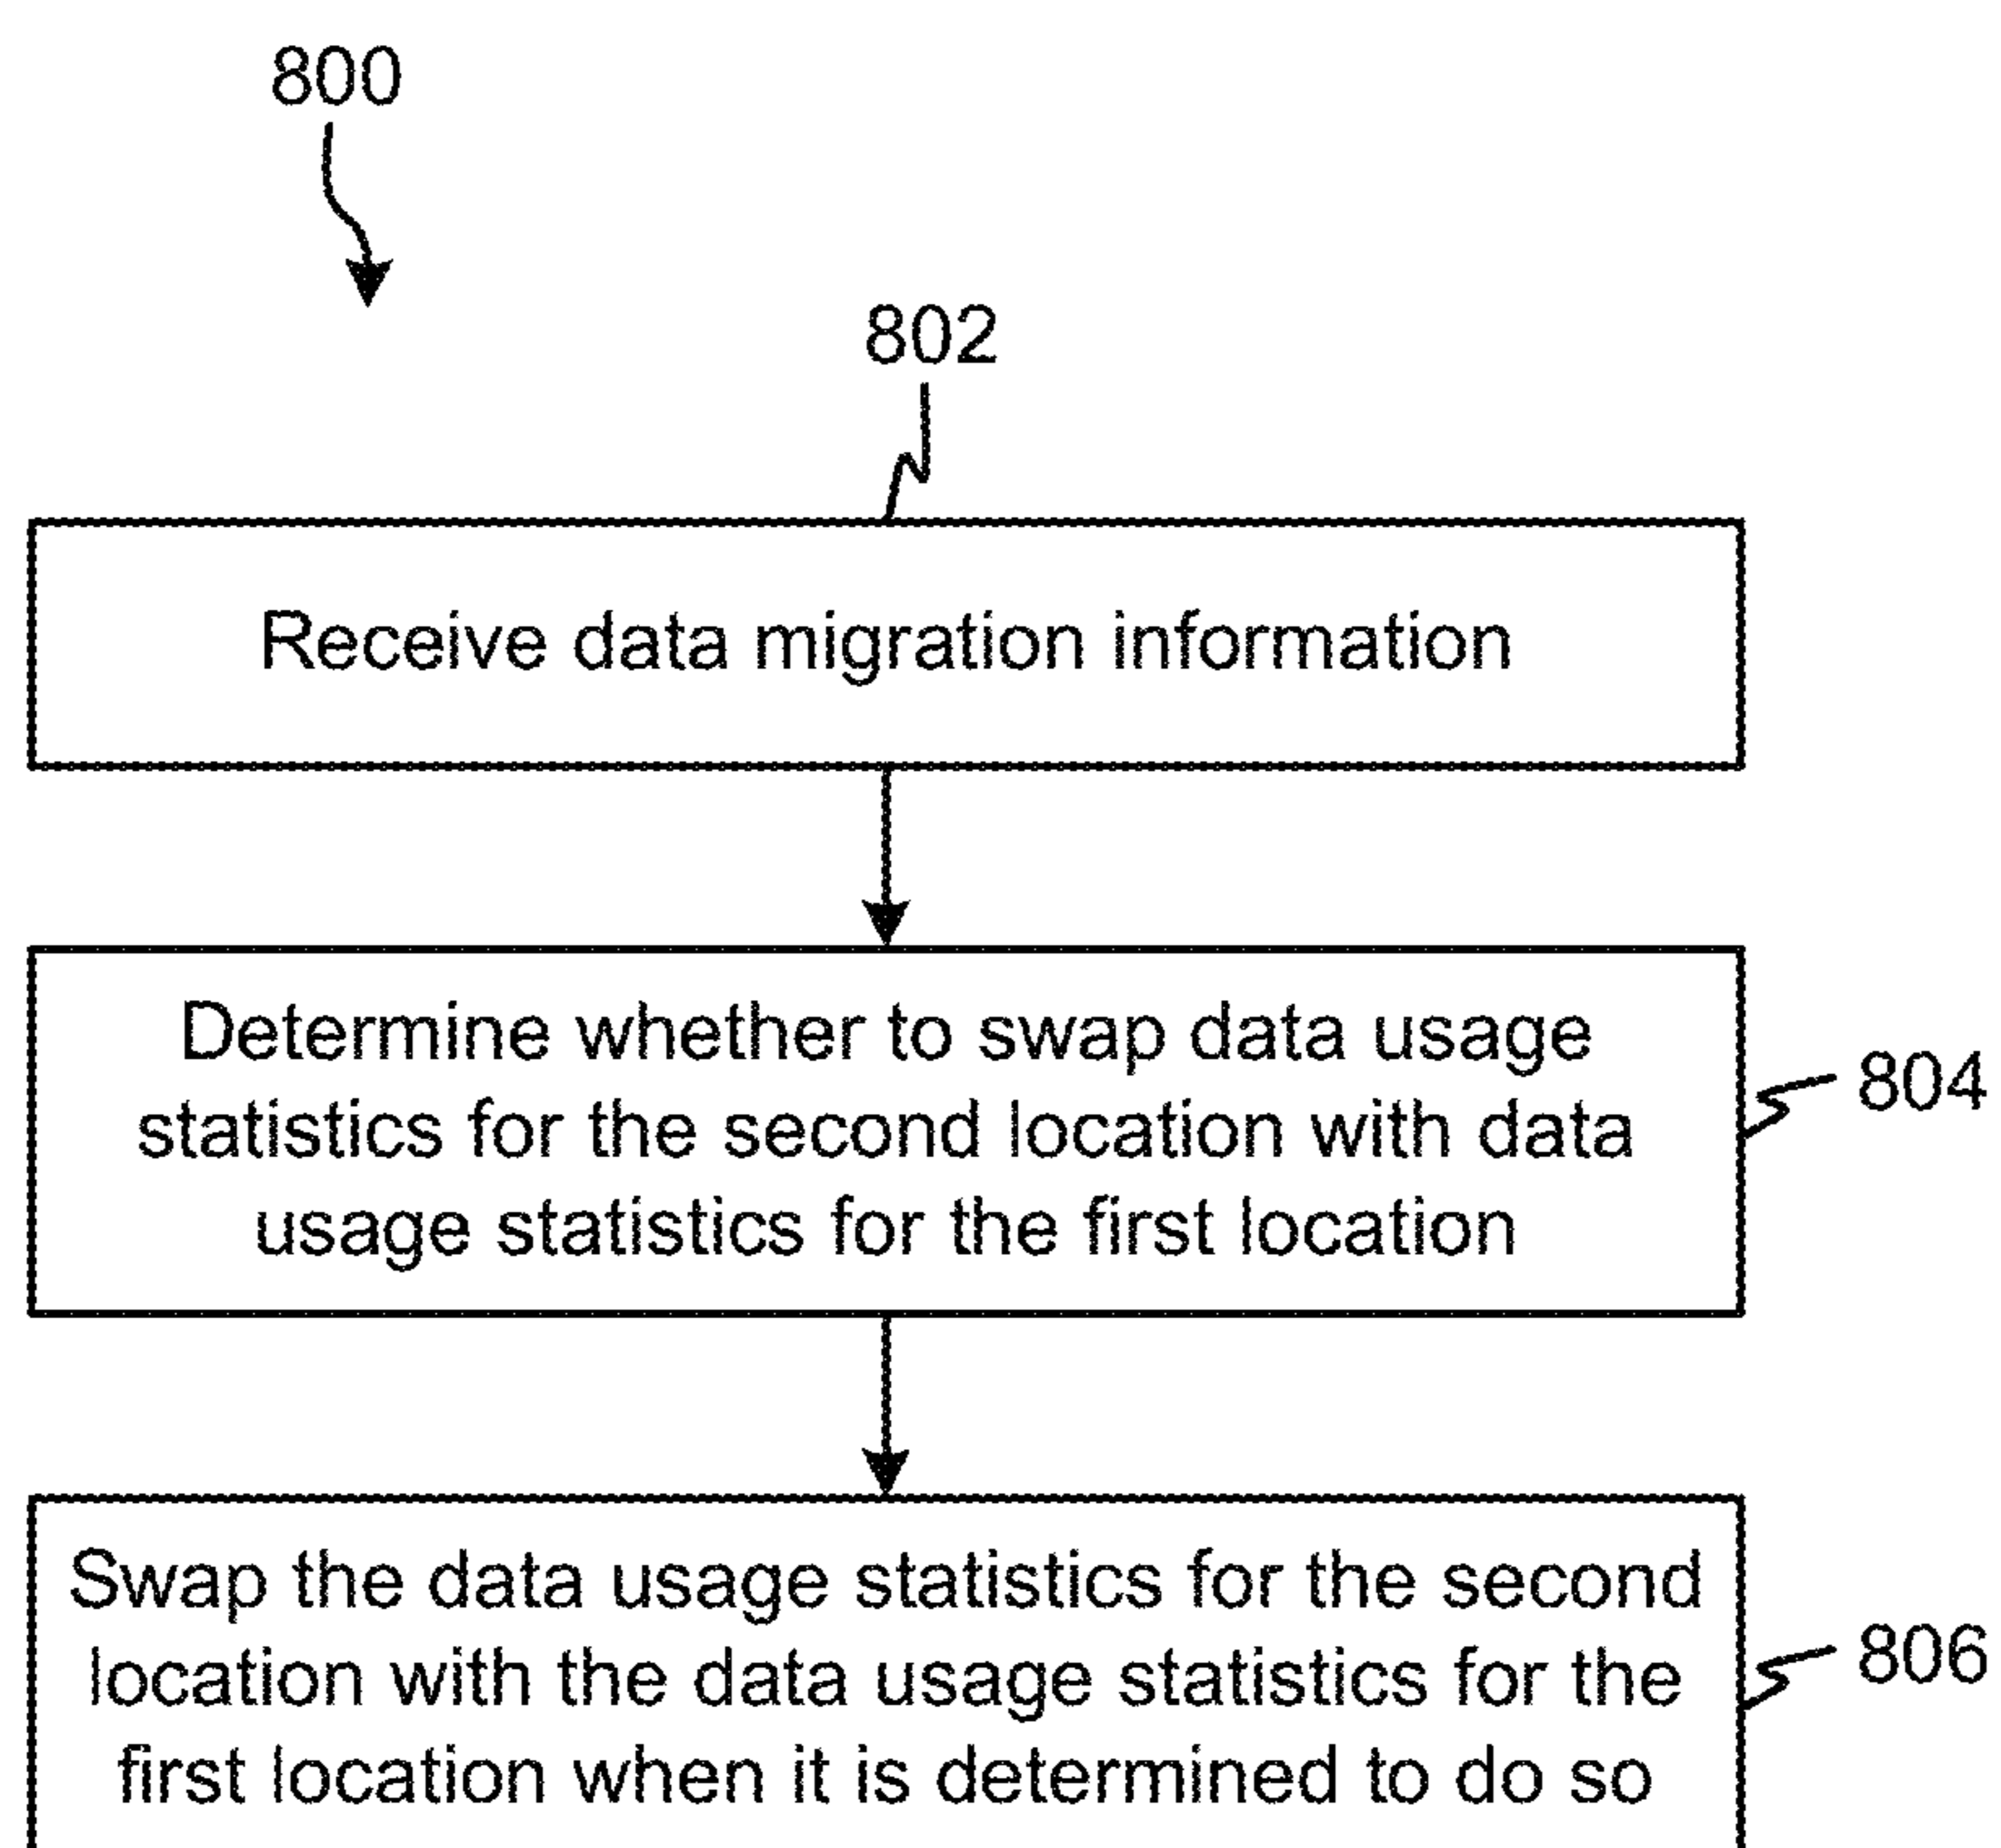 800
802
Receive data migration information
Determine whether to swap data usage
statistics for the second location with data
usage statistics for the first location
804
Swap the data usage statistics for the second
location with the data usage statistics for the
first location when it is determined to do so
806